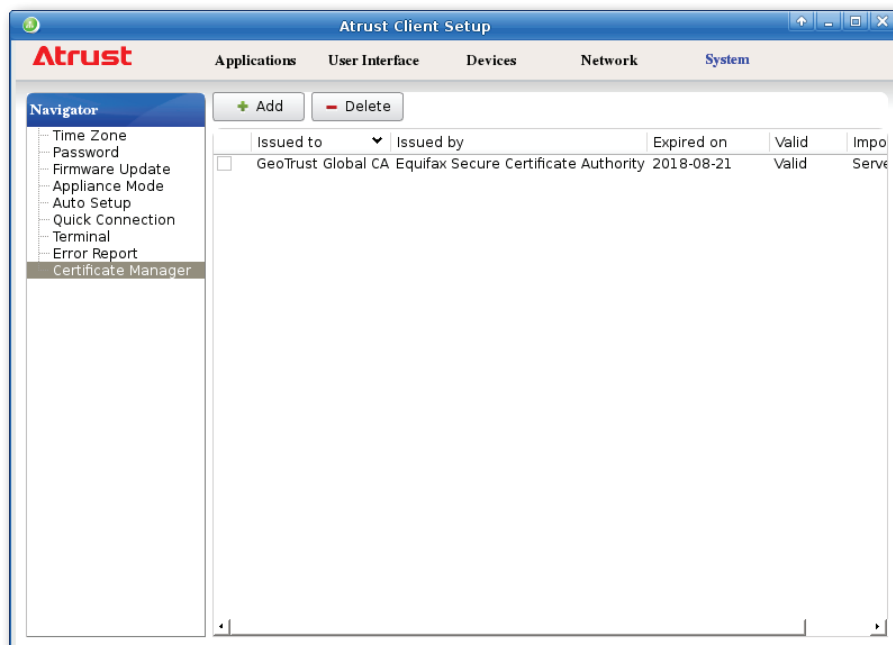 Atrust Client Setup
Atrust
Applications User Interface Devices Network System
Navigator
Time Zone
Password
Firmware Update
Appliance Mode
Auto Setup
Quick Connection
Terminal
Error Report
Certificate Manager
Add Delete
Issued to Issued by Expired on Valid Impo
GeoTrust Global CA Equifax Secure Certificate Authority 2018-08-21 Valid Serve